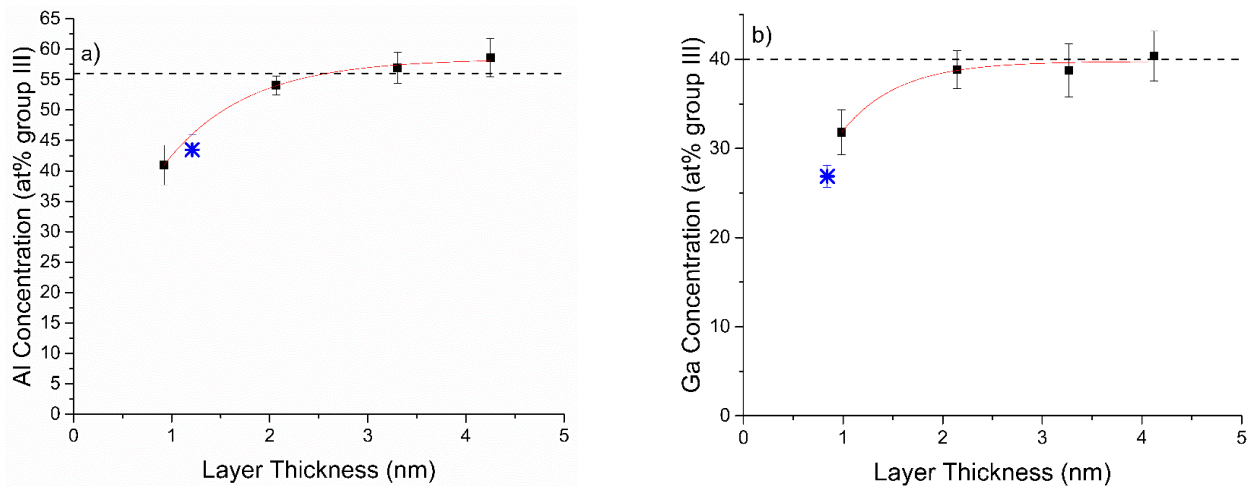 a)
65
60
55
50
45
40
35
30
25
20
15
10
5
0
Al Concentration (at% group III)
0 1 2 3 4 5
Layer Thickness (nm)
b)
40
30
20
10
0
Ga Concentration (at% group III)
0 1 2 3 4 5
Layer Thickness (nm)